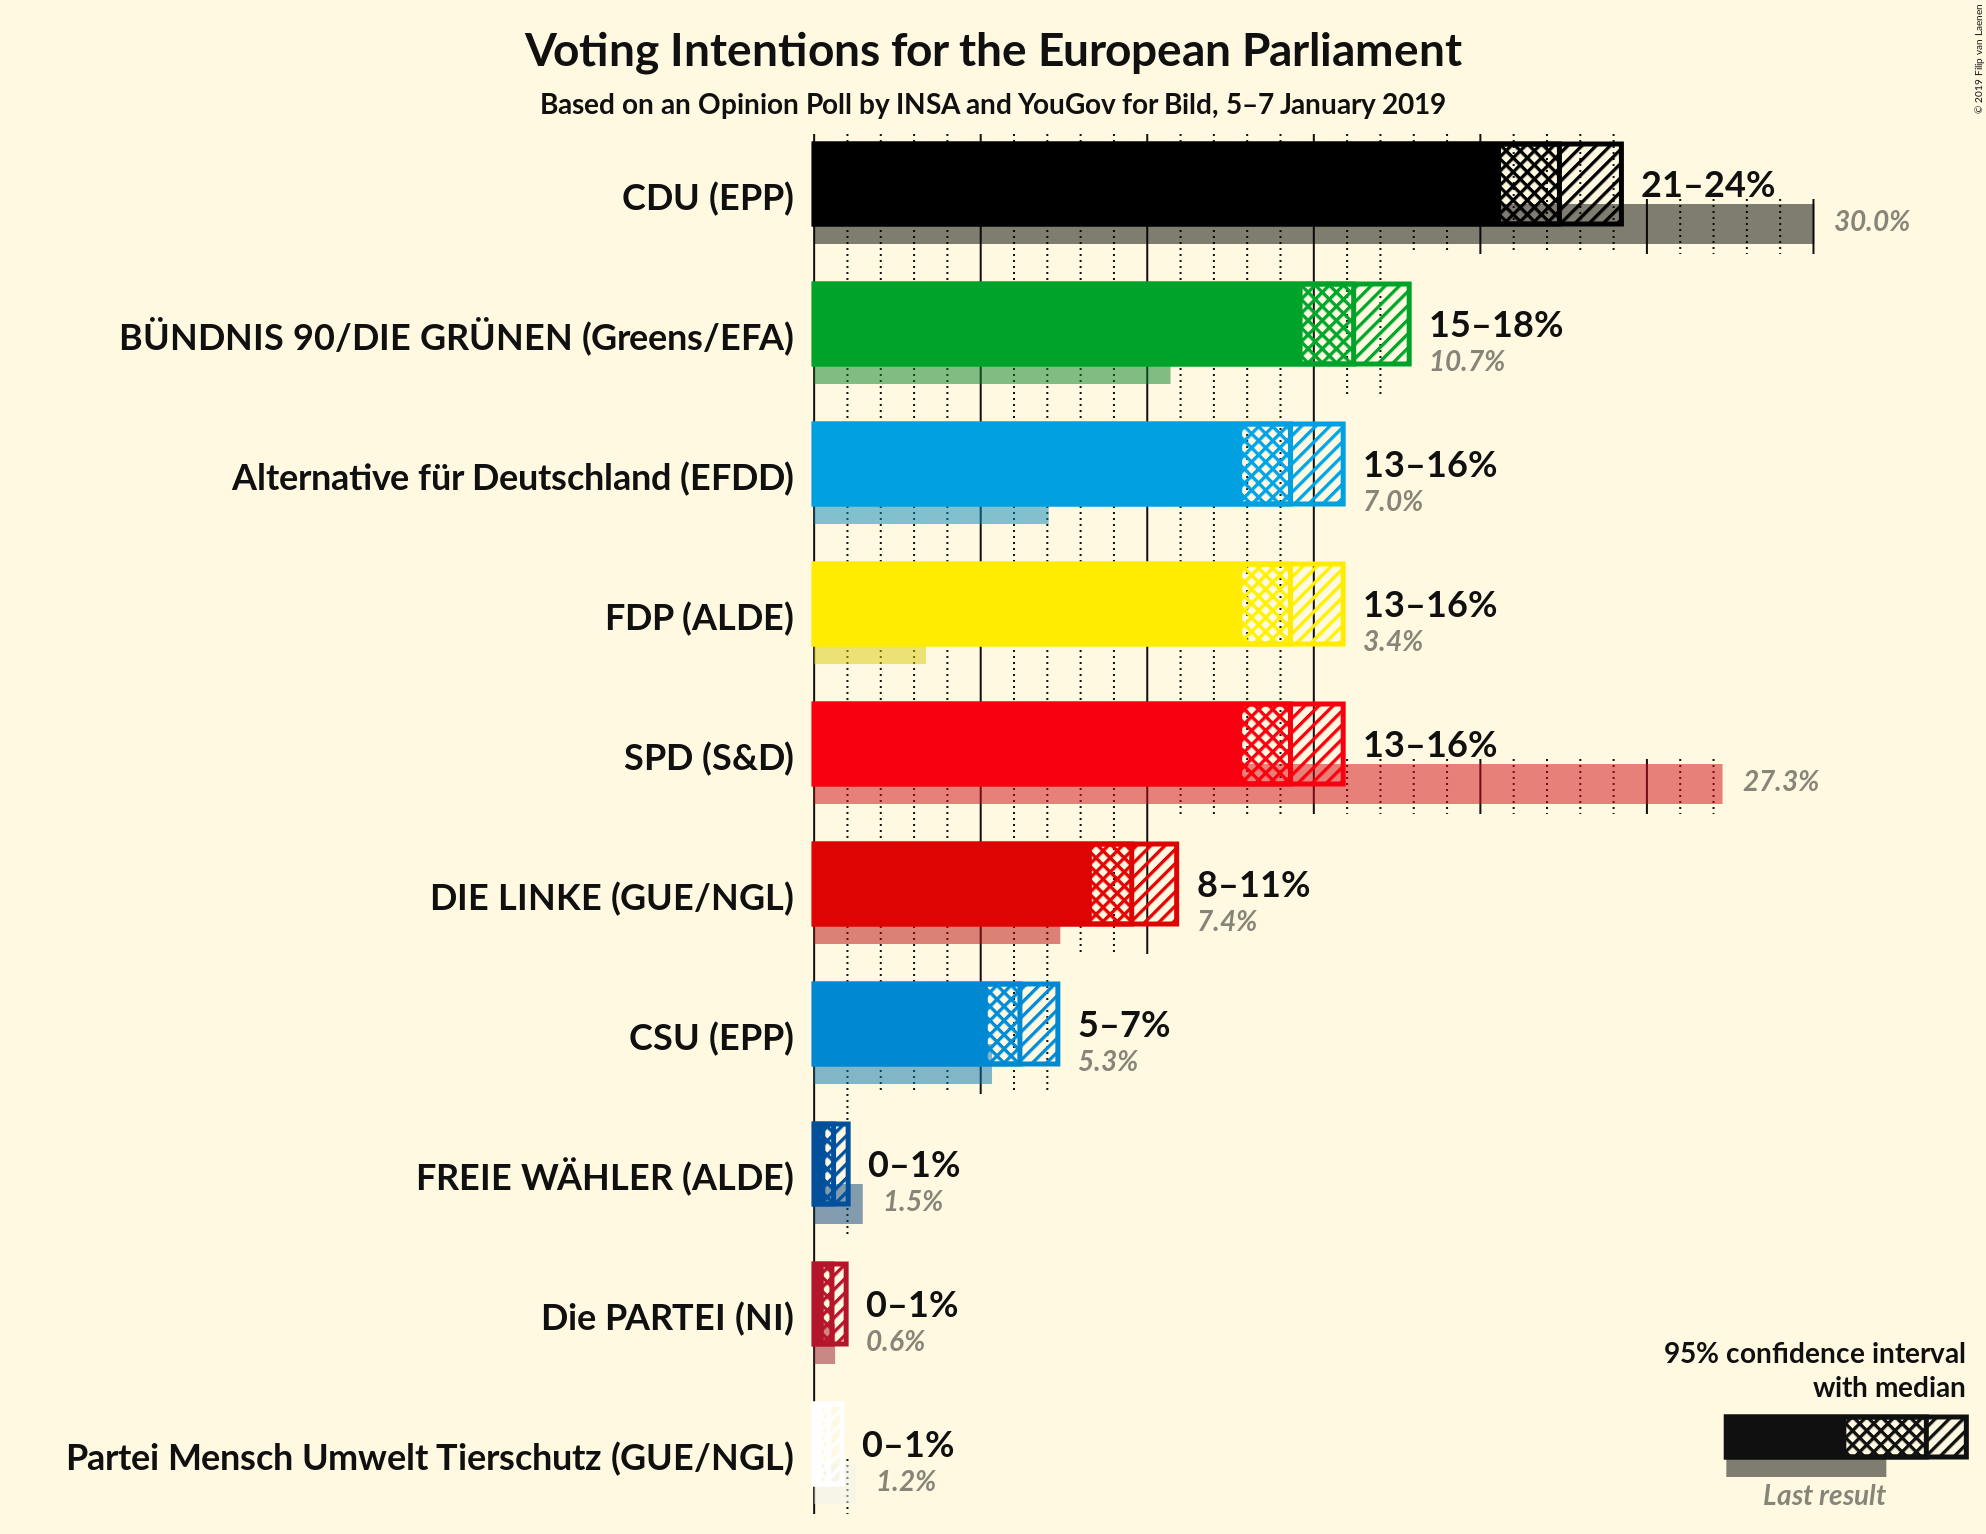 Voting Intentions for the European Parliament
Based on an Opinion Poll by INSA and YouGov for Bild, 5–7 January 2019
© 2019 Filip van Laenen
CDU (EPP)
21–24%
30.0%
BÜNDNIS 90/DIE GRÜNEN (Greens/EFA)
15–18%
10.7%
Alternative für Deutschland (EFDD)
13–16%
7.0%
FDP (ALDE)
13–16%
3.4%
SPD (S&D)
13–16%
27.3%
DIE LINKE (GUE/NGL)
8–11%
7.4%
CSU (EPP)
5–7%
5.3%
FREIE WÄHLER (ALDE)
0–1%
1.5%
Die PARTEI (NI)
0–1%
0.6%
Partei Mensch Umwelt Tierschutz (GUE/NGL)
0–1%
1.2%
95% confidence interval
with median
Last result